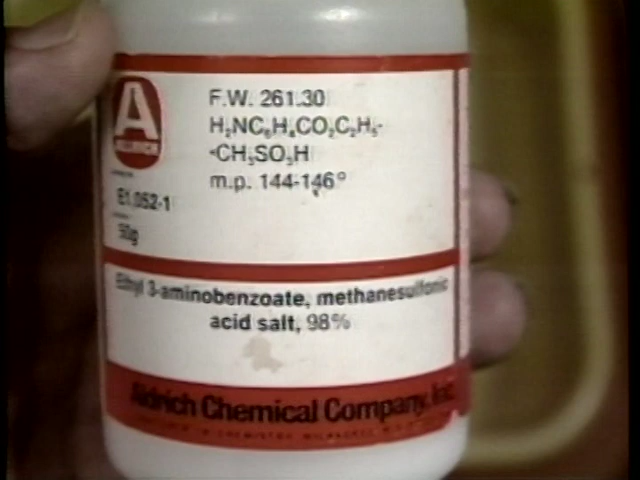 A
ALDRICH
F.W. 261.30
H₂NC₆H₄CO₂C₂H₅·
·CH₃SO₃H
m.p. 144-146°
E1,052-1
50g
Ethyl 3-aminobenzoate, methanesulfonic
acid salt, 98%
Aldrich Chemical Company, Inc.